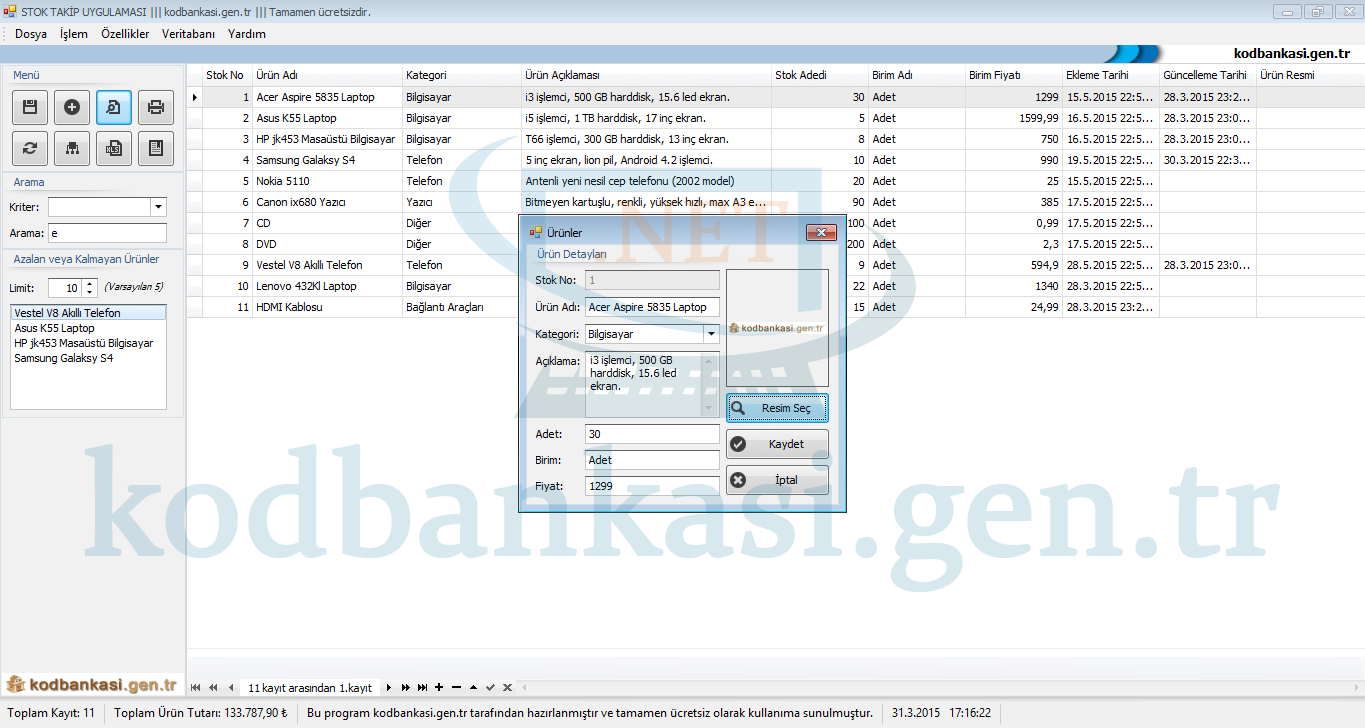 STOK TAKİP UYGULAMASI ||| kodbankasi.gen.tr ||| Tamamen ücretsizdir.
Dosya İşlem Özellikler Veritabanı Yardım
kodbankasi.gen.tr
Menü
Arama
Kriter:
Arama: e
Azalan veya Kalmayan Ürünler
Limit: 10 (Varsayılan 5)
Vestel V8 Akıllı Telefon
Asus K55 Laptop
HP jk453 Masaüstü Bilgisayar
Samsung Galaksy S4
Stok No Ürün Adı Kategori Ürün Açıklaması Stok Adedi Birim Adı Birim Fiyatı Ekleme Tarihi Güncelleme Tarihi Ürün Resmi
1 Acer Aspire 5835 Laptop Bilgisayar i3 işlemci, 500 GB harddisk, 15.6 led ekran. 30 Adet 1299 15.5.2015 22:5... 28.3.2015 23:2...
2 Asus K55 Laptop Bilgisayar i5 işlemci, 1 TB harddisk, 17 inç ekran. 5 Adet 1599,99 16.5.2015 22:5... 28.3.2015 23:0...
3 HP jk453 Masaüstü Bilgisayar Bilgisayar T66 işlemci, 300 GB harddisk, 13 inç ekran. 8 Adet 750 16.5.2015 22:5... 28.3.2015 23:0...
4 Samsung Galaksy S4 Telefon 5 inç ekran, lion pil, Android 4.2 işlemci. 10 Adet 990 19.5.2015 22:5... 30.3.2015 22:3...
5 Nokia 5110 Telefon Antenli yeni nesil cep telefonu (2002 model) 20 Adet 25 15.5.2015 22:5...
6 Canon ix680 Yazıcı Yazıcı Bitmeyen kartuşlu, renkli, yüksek hızlı, max A3 e... 90 Adet 385 17.5.2015 22:5...
7 CD Diğer 100 Adet 0,99 17.5.2015 22:5...
8 DVD Diğer 200 Adet 2,3 17.5.2015 22:5...
9 Vestel V8 Akıllı Telefon Telefon 9 Adet 594,9 28.5.2015 22:5... 28.3.2015 23:0...
10 Lenovo 432Kl Laptop Bilgisayar 22 Adet 1340 28.5.2015 22:5...
11 HDMI Kablosu Bağlantı Araçları 15 Adet 24,99 28.3.2015 23:2...
NET
Ürünler
Ürün Detayları
Stok No: 1
Ürün Adı: Acer Aspire 5835 Laptop
Kategori: Bilgisayar
kodbankasi.gen.tr
Açıklama: i3 işlemci, 500 GB
harddisk, 15.6 led
ekran.
Resim Seç
Adet: 30
Kaydet
Birim: Adet
Fiyat: 1299
İptal
kodbankasi.gen.tr
kodbankasi.gen.tr
11 kayıt arasından 1.kayıt
Toplam Kayıt: 11 Toplam Ürün Tutarı: 133.787,90 ₺ Bu program kodbankasi.gen.tr tarafından hazırlanmıştır ve tamamen ücretsiz olarak kullanıma sunulmuştur. 31.3.2015 17:16:22